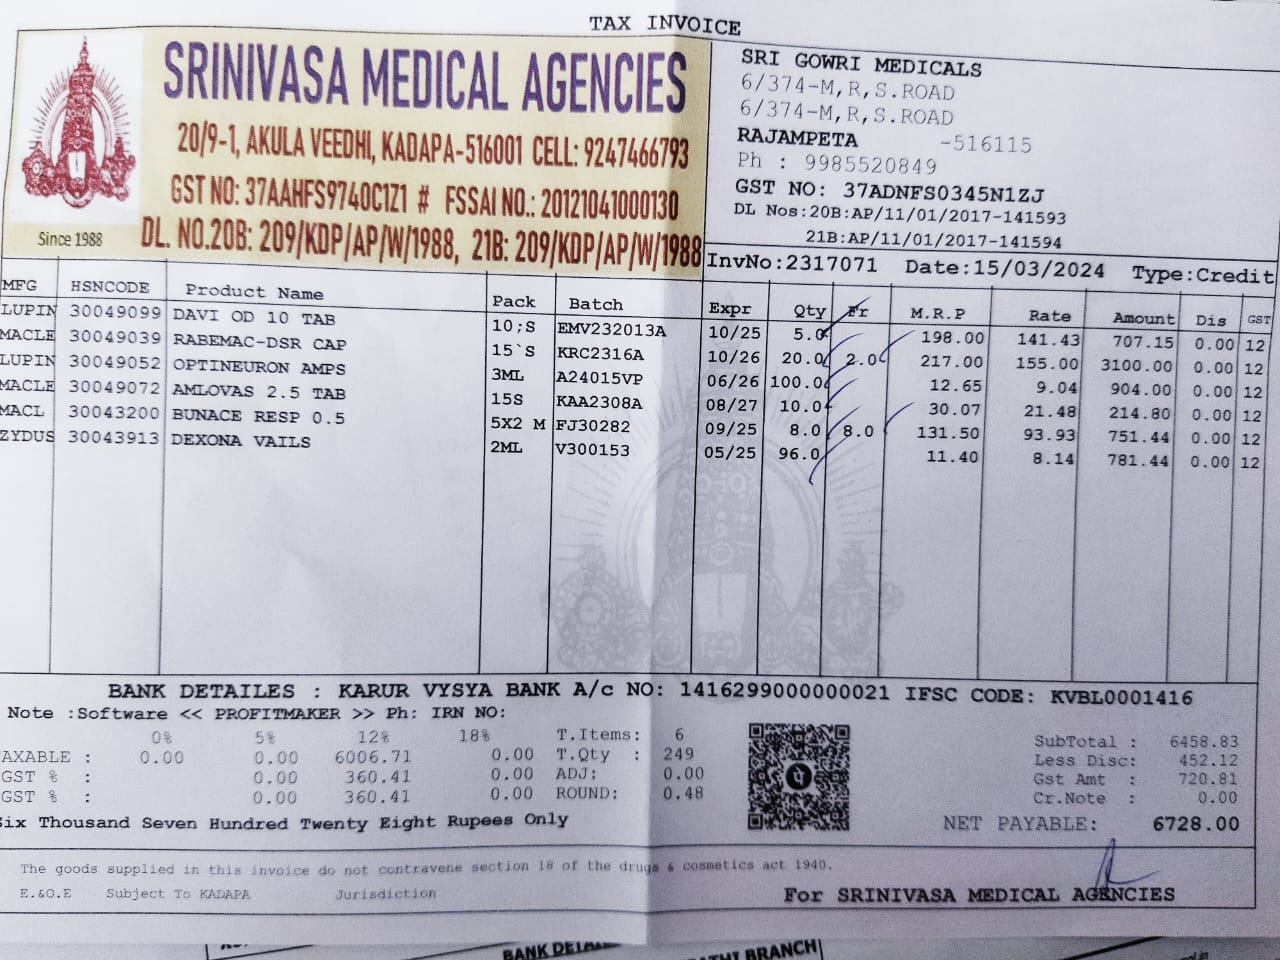 TAX INVOICE
SRINIVASA MEDICAL AGENCIES
20/9-1, AKULA VEEDHI, KADAPA-516001 CELL: 9247466793
GST NO: 37AAHFS9740C1Z1 # FSSAI NO.: 20121041000130
Since 1988
DL. NO.20B: 209/KDP/AP/W/1988, 21B: 209/KDP/AP/W/1988
SRI GOWRI MEDICALS
6/374-M,R,S.ROAD
6/374-M,R,S.ROAD
RAJAMPETA -516115
Ph : 9985520849
GST NO: 37ADNFS0345N1ZJ
DL Nos:20B:AP/11/01/2017-141593
21B:AP/11/01/2017-141594
InvNo:2317071 Date:15/03/2024 Type:Credit
MFG HSNCODE Product Name Pack Batch Expr Qty Fr M.R.P Rate Amount Dis GST
LUPIN 30049099 DAVI OD 10 TAB 10;S EMV232013A 10/25 5.0 198.00 141.43 707.15 0.00 12
MACLE 30049039 RABEMAC-DSR CAP 15`S KRC2316A 10/26 20.0 2.0 217.00 155.00 3100.00 0.00 12
LUPIN 30049052 OPTINEURON AMPS 3ML A24015VP 06/26 100.0 12.65 9.04 904.00 0.00 12
MACLE 30049072 AMLOVAS 2.5 TAB 15S KAA2308A 08/27 10.0 30.07 21.48 214.80 0.00 12
MACL 30043200 BUNACE RESP 0.5 5X2 M FJ30282 09/25 8.0 8.0 131.50 93.93 751.44 0.00 12
ZYDUS 30043913 DEXONA VAILS 2ML V300153 05/25 96.0 11.40 8.14 781.44 0.00 12
BANK DETAILES : KARUR VYSYA BANK A/c NO: 1416299000000021 IFSC CODE: KVBL0001416
Note :Software << PROFITMAKER >> Ph: IRN NO:
0% 5% 12% 18% T.Items: 6
AXABLE : 0.00 0.00 6006.71 0.00 T.Qty : 249
GST % : 0.00 360.41 0.00 ADJ: 0.00
GST % : 0.00 360.41 0.00 ROUND: 0.48
SubTotal : 6458.83
Less Disc: 452.12
Gst Amt : 720.81
Cr.Note : 0.00
NET PAYABLE: 6728.00
Six Thousand Seven Hundred Twenty Eight Rupees Only
The goods supplied in this invoice do not contravene section 18 of the drugs & cosmetics act 1940.
E.&O.E Subject To KADAPA Jurisdiction
For SRINIVASA MEDICAL AGENCIES
BRANCH